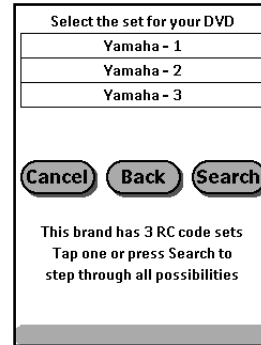 Select the set for your DVD
Yamaha - 1
Yamaha - 2
Yamaha - 3
Cancel Back Search
This brand has 3 RC code sets
Tap one or press Search to
step through all possibilities